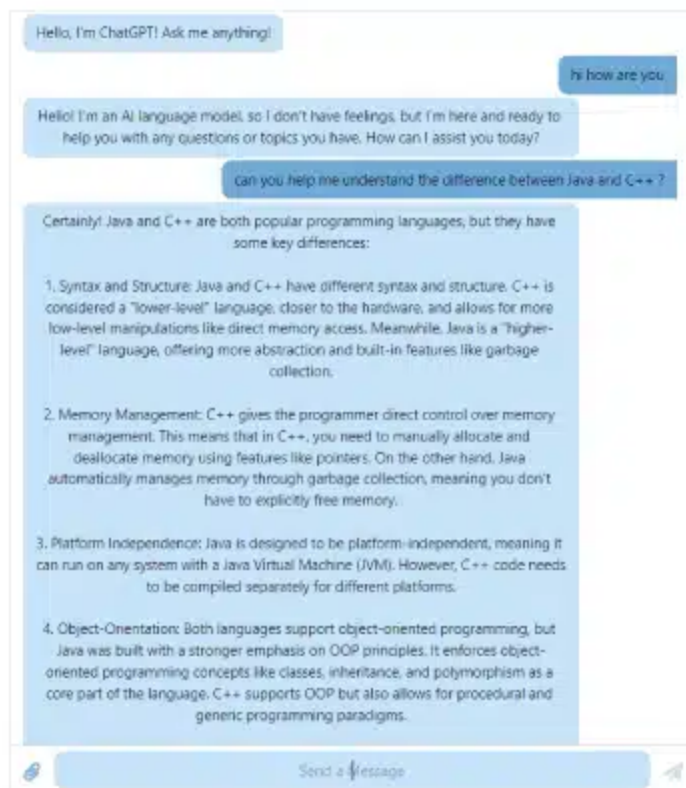 Hello, I'm ChatGPT! Ask me anything!
hi how are you
Hello! I'm an AI language model, so I don't have feelings, but I'm here and ready to
help you with any questions or topics you have. How can I assist you today?
can you help me understand the difference between Java and C++ ?
Certainly! Java and C++ are both popular programming languages, but they have
some key differences:
1. Syntax and Structure: Java and C++ have different syntax and structure. C++ is
considered a "lower-level" language, closer to the hardware, and allows for more
low-level manipulations like direct memory access. Meanwhile, Java is a "higher-
level" language, offering more abstraction and built-in features like garbage
collection.
2. Memory Management: C++ gives the programmer direct control over memory
management. This means that in C++, you need to manually allocate and
deallocate memory using features like pointers. On the other hand, Java
automatically manages memory through garbage collection, meaning you don't
have to explicitly free memory.
3. Platform Independence: Java is designed to be platform-independent, meaning it
can run on any system with a Java Virtual Machine (JVM). However, C++ code needs
to be compiled separately for different platforms.
4. Object-Orientation: Both languages support object-oriented programming, but
Java was built with a stronger emphasis on OOP principles. It enforces object-
oriented programming concepts like classes, inheritance, and polymorphism as a
core part of the language. C++ supports OOP but also allows for procedural and
generic programming paradigms.
Send a Message